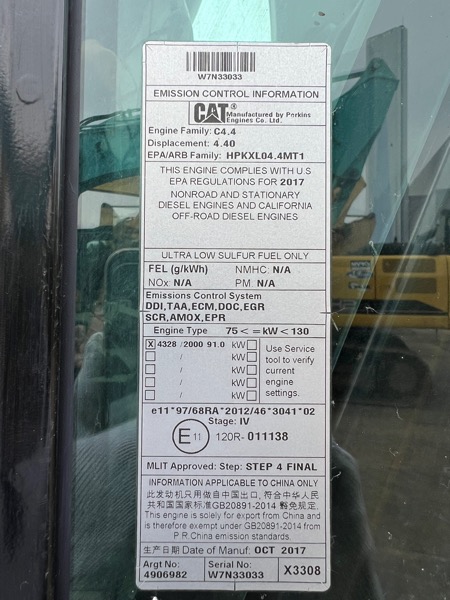 W7N33033
EMISSION CONTROL INFORMATION
CAT® Manufactured by Perkins
Engines Co. Ltd.
Engine Family: C4.4
Displacement: 4.40
EPA/ARB Family: HPKXL04.4MT1
THIS ENGINE COMPLIES WITH U.S
EPA REGULATIONS FOR 2017
NONROAD AND STATIONARY
DIESEL ENGINES AND CALIFORNIA
OFF-ROAD DIESEL ENGINES
ULTRA LOW SULFUR FUEL ONLY
FEL (g/kWh) NMHC: N/A
NOx: N/A PM: N/A
Emissions Control System
DDI,TAA,ECM,DOC,EGR
SCR,AMOX,EPR
Engine Type 75 <= kW < 130
X 4328 / 2000 91.0 kW
/ kW
/ kW
/ kW
/ kW
Use Service
tool to verify
current
engine
settings.
e11*97/68RA*2012/46*3041*02
Stage: IV
E11 120R- 011138
MLIT Approved: Step: STEP 4 FINAL
INFORMATION APPLICABLE TO CHINA ONLY
此发动机只用做自中国出口,符合中华人民
共和国国家标准GB20891-2014 豁免规定.
This engine is solely for export from China and
is therefore exempt under GB20891-2014 from
P R China emission standards.
生产日期 Date of Manuf: OCT 2017
Argt No: Serial No: X3308
4906982 W7N33033